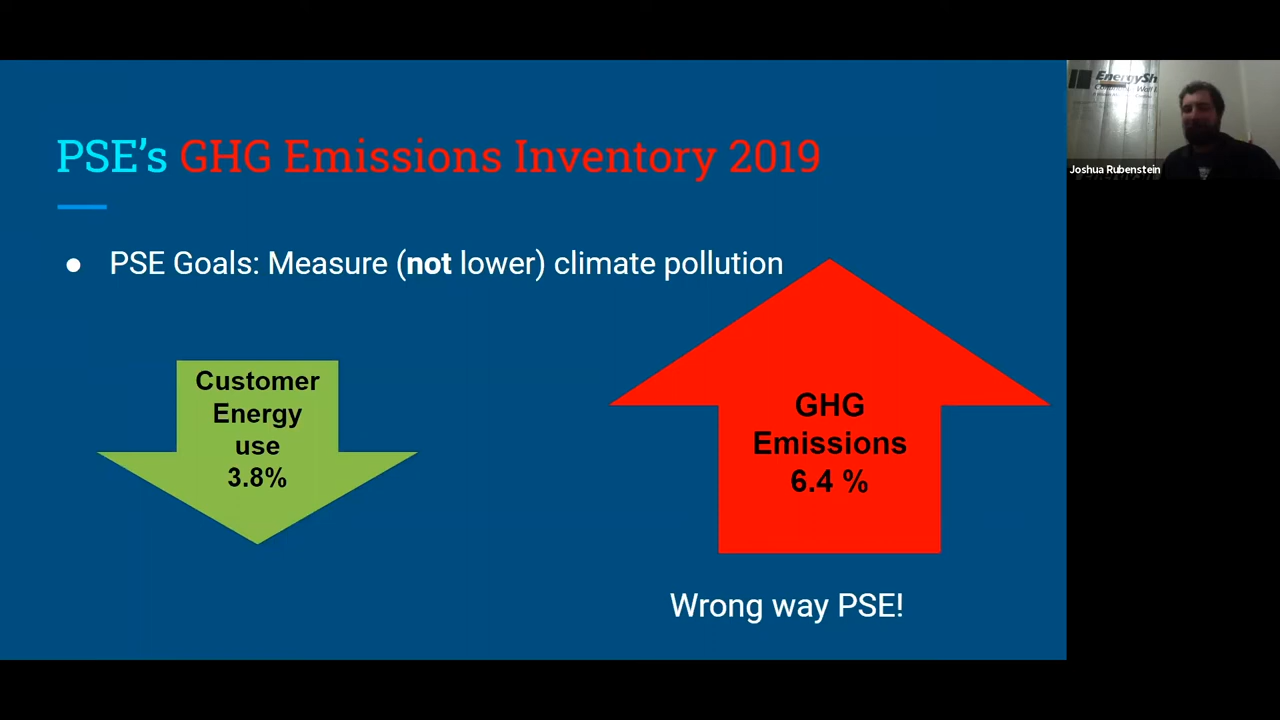 PSE's GHG Emissions Inventory 2019
● PSE Goals: Measure (not lower) climate pollution
Customer
Energy
use
3.8%
GHG
Emissions
6.4 %
Wrong way PSE!
EnergySh
Joshua Rubenstein